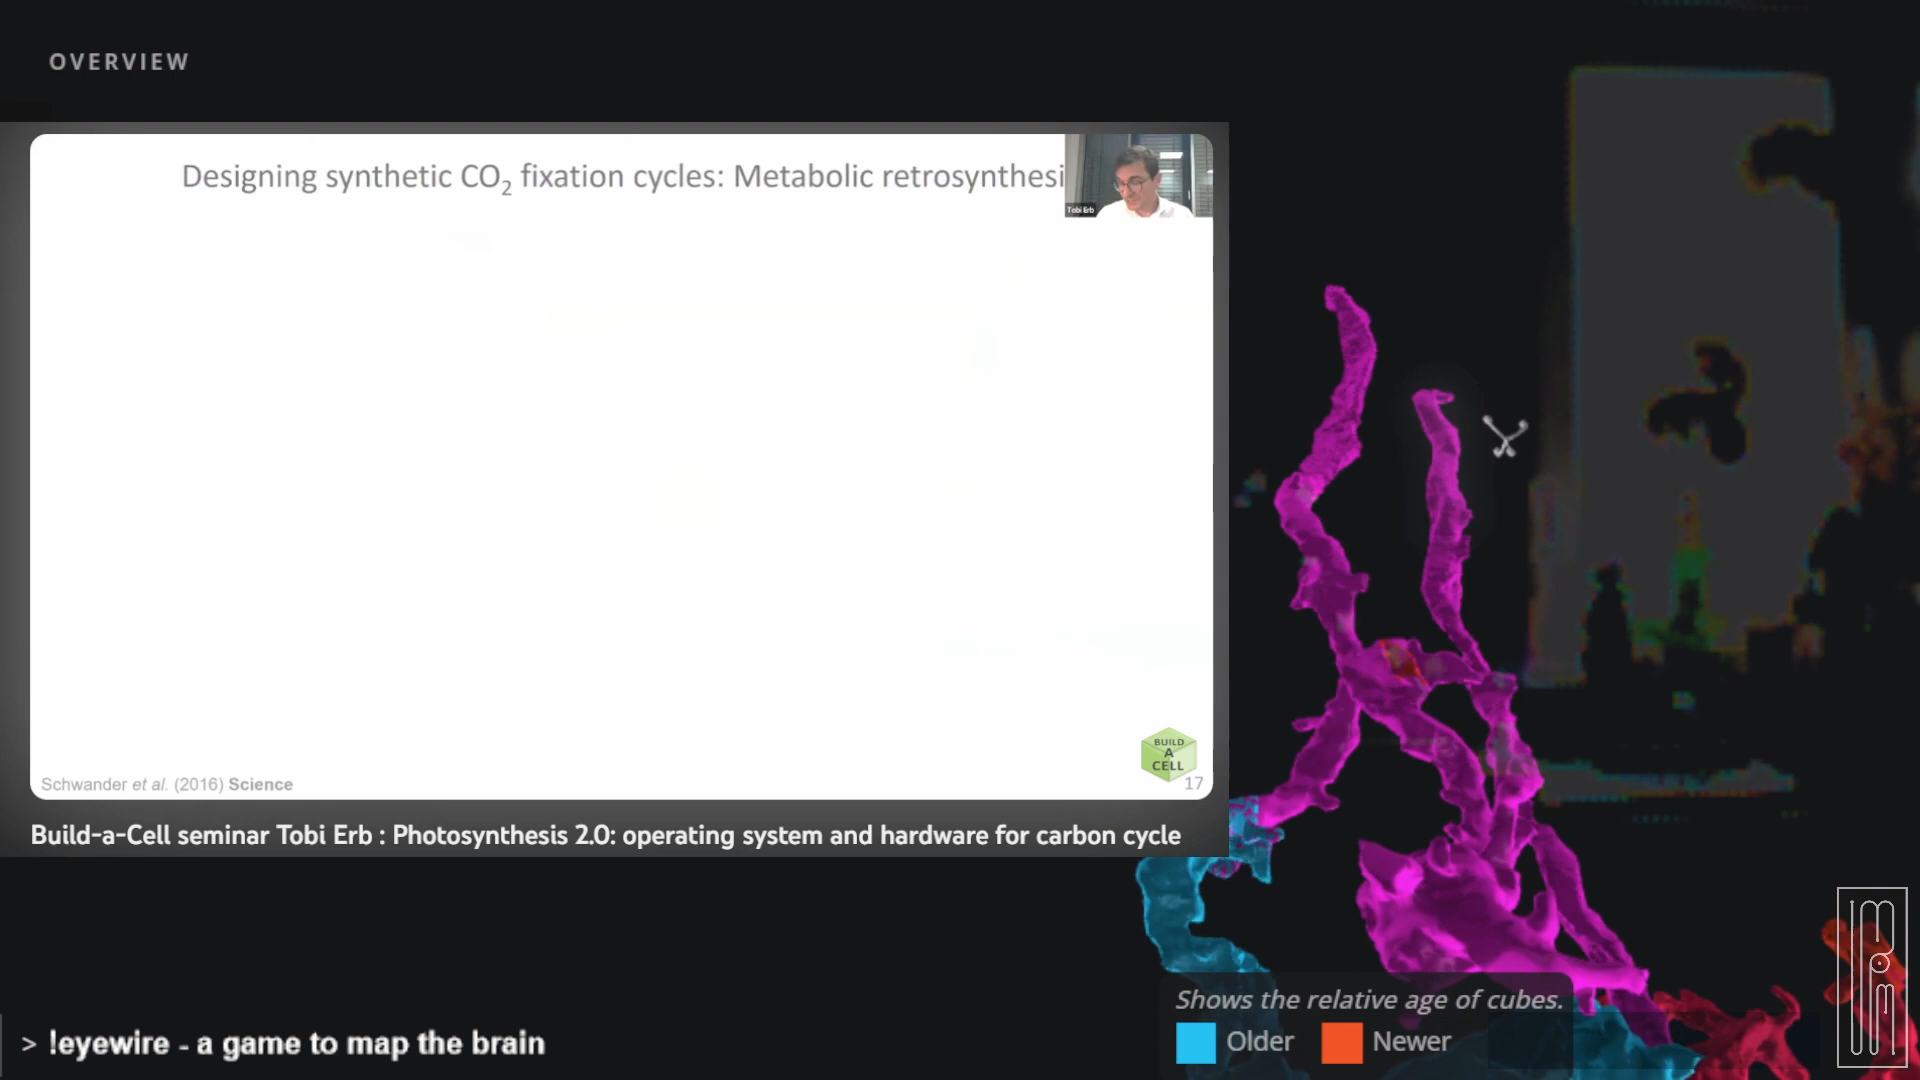 OVERVIEW
Designing synthetic CO₂ fixation cycles: Metabolic retrosynthesi
Tobi Erb
BUILD
A
CELL
Schwander et al. (2016) Science
17
Build-a-Cell seminar Tobi Erb : Photosynthesis 2.0: operating system and hardware for carbon cycle
Shows the relative age of cubes.
Older Newer
> !eyewire - a game to map the brain